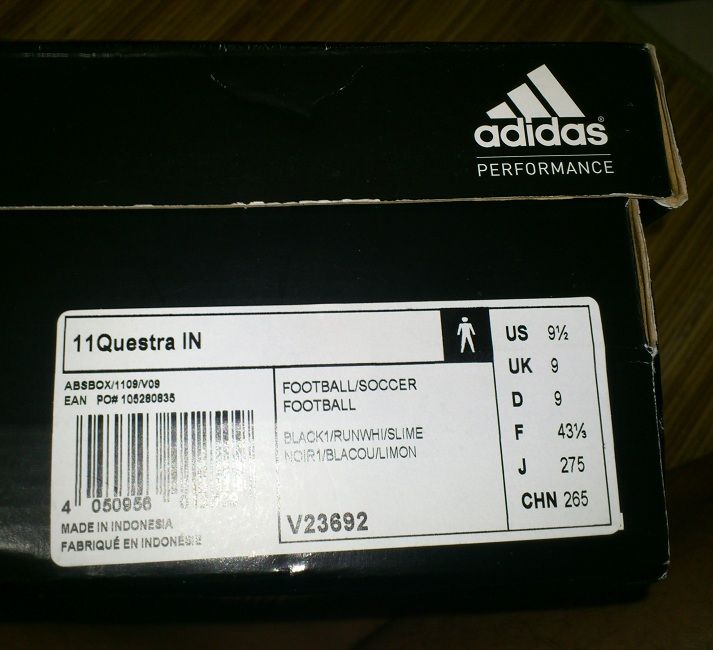 adidas®
PERFORMANCE
11Questra IN
ABSBOX/1109/V09
EAN PO# 105280835
4 050956
MADE IN INDONESIA
FABRIQUÉ EN INDONÉSIE
FOOTBALL/SOCCER
FOOTBALL
BLACK1/RUNWHI/SLIME
NOIR1/BLACOU/LIMON
V23692
US 9½
UK 9
D 9
F 43⅓
J 275
CHN 265